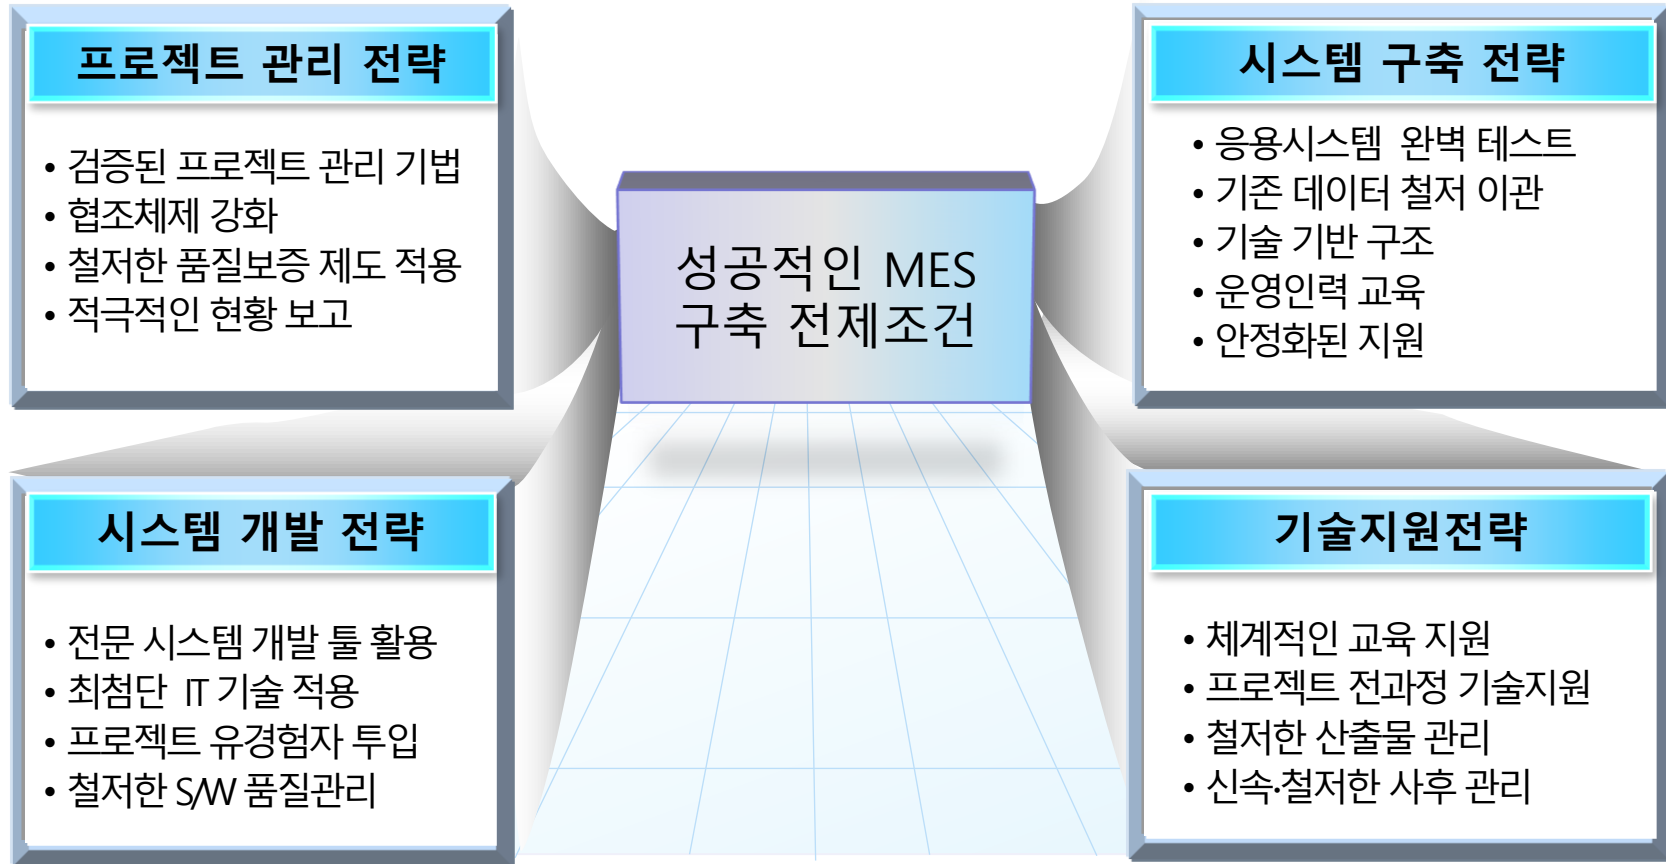 프로젝트 관리 전략
• 검증된 프로젝트 관리 기법
• 협조체제 강화
• 철저한 품질보증 제도 적용
• 적극적인 현황 보고
시스템 구축 전략
• 응용시스템 완벽 테스트
• 기존 데이터 철저 이관
• 기술 기반 구조
• 운영인력 교육
• 안정화된 지원
성공적인 MES
구축 전제조건
시스템 개발 전략
• 전문 시스템 개발 툴 활용
• 최첨단 IT 기술 적용
• 프로젝트 유경험자 투입
• 철저한 S/W 품질관리
기술지원전략
• 체계적인 교육 지원
• 프로젝트 전과정 기술지원
• 철저한 산출물 관리
• 신속·철저한 사후 관리